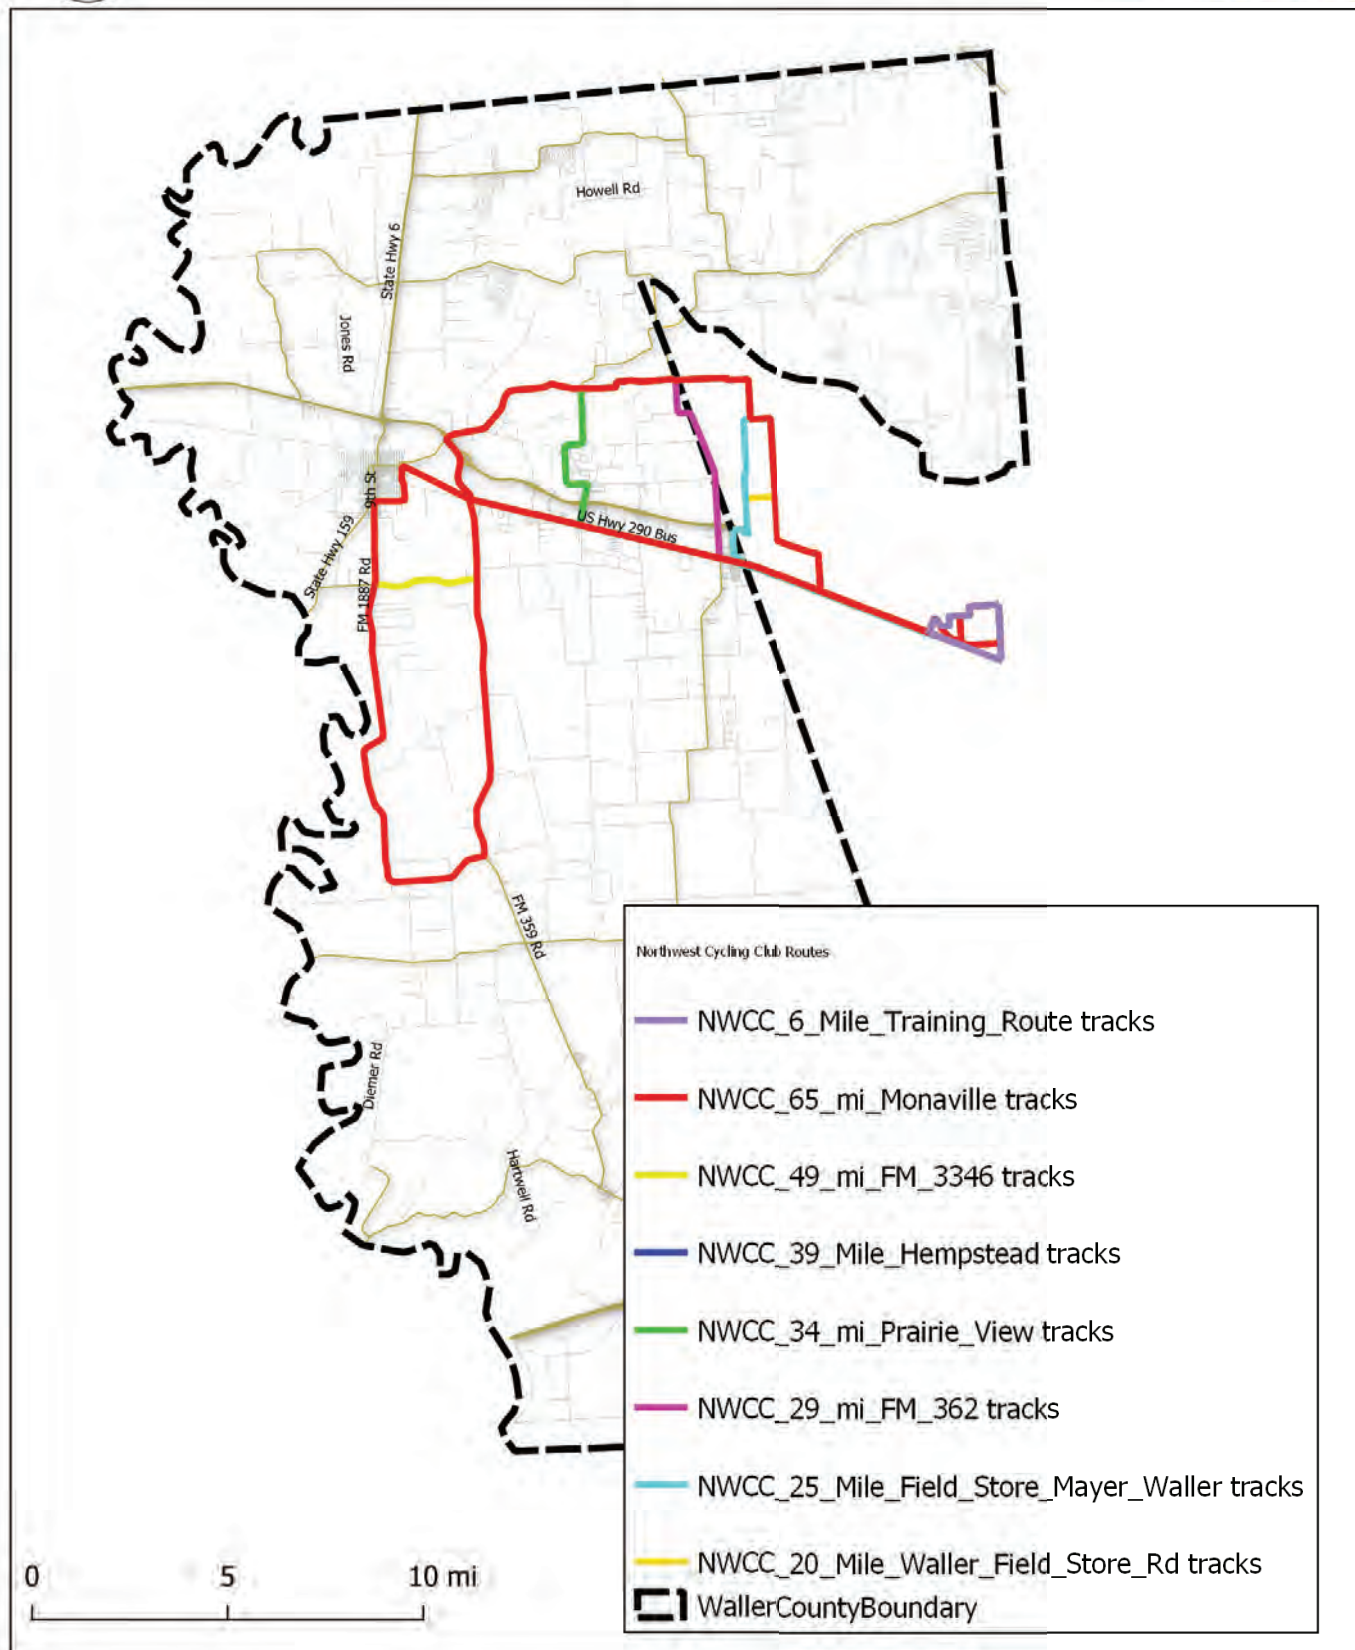 Howell Rd
State Hwy 6
Jones Rd
9th St
US Hwy 290 Bus
State Hwy 159
FM 1887 Rd
FM 359 Rd
Diemer Rd
Hartwell Rd
Northwest Cycling Club Routes
NWCC_6_Mile_Training_Route tracks
NWCC_65_mi_Monaville tracks
NWCC_49_mi_FM_3346 tracks
NWCC_39_Mile_Hempstead tracks
NWCC_34_mi_Prairie_View tracks
NWCC_29_mi_FM_362 tracks
NWCC_25_Mile_Field_Store_Mayer_Waller tracks
NWCC_20_Mile_Waller_Field_Store_Rd tracks
WallerCountyBoundary
0 5 10 mi